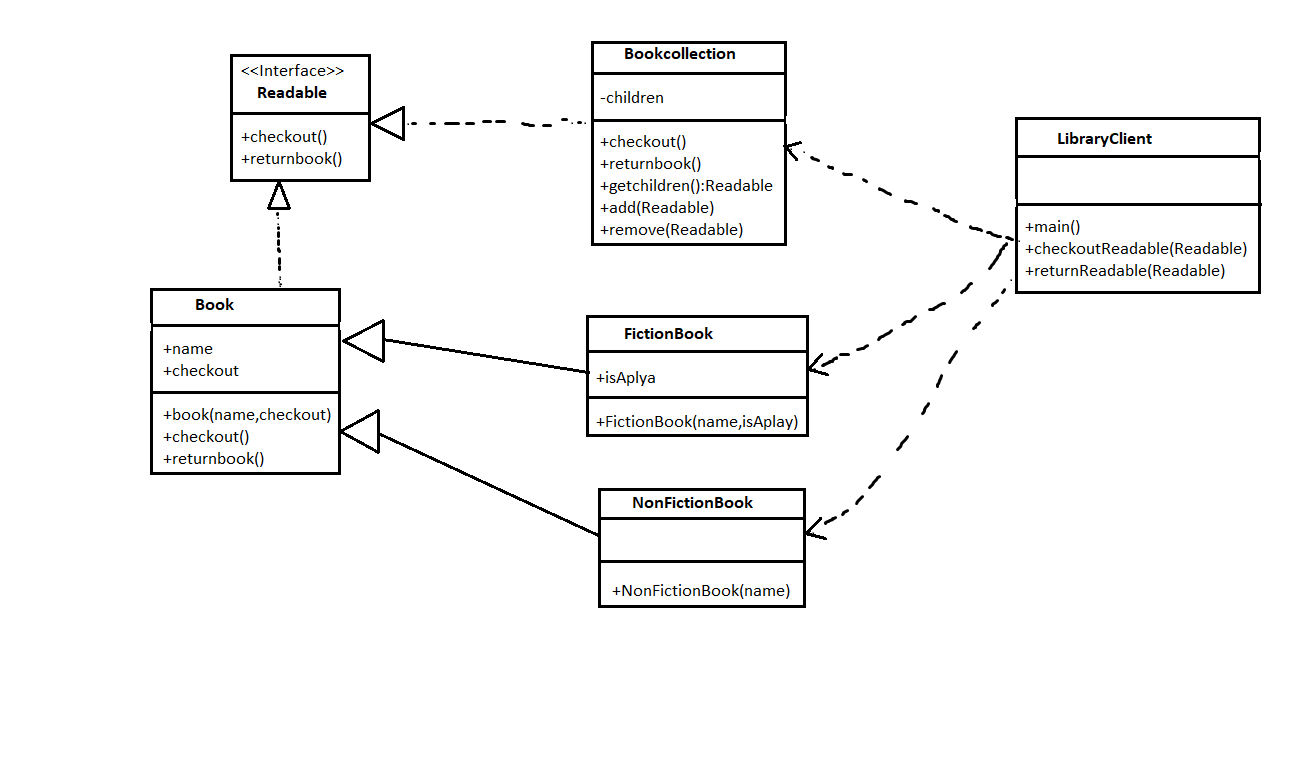 <<Interface>>
Readable
+checkout()
+returnbook()
Bookcollection
-children
+checkout()
+returnbook()
+getchildren():Readable
+add(Readable)
+remove(Readable)
LibraryClient
+main()
+checkoutReadable(Readable)
+returnReadable(Readable)
Book
+name
+checkout
+book(name,checkout)
+checkout()
+returnbook()
FictionBook
+isAplya
+FictionBook(name,isAplay)
NonFictionBook
+NonFictionBook(name)